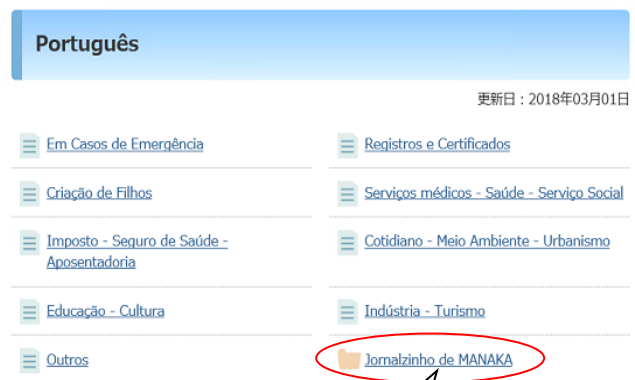 Português
更新日：2018年03月01日
Em Casos de Emergência
Registros e Certificados
Criação de Filhos
Serviços médicos - Saúde - Serviço Social
Imposto - Seguro de Saúde -
Aposentadoria
Cotidiano - Meio Ambiente - Urbanismo
Educação - Cultura
Indústria - Turismo
Outros
Jornalzinho de MANAKA